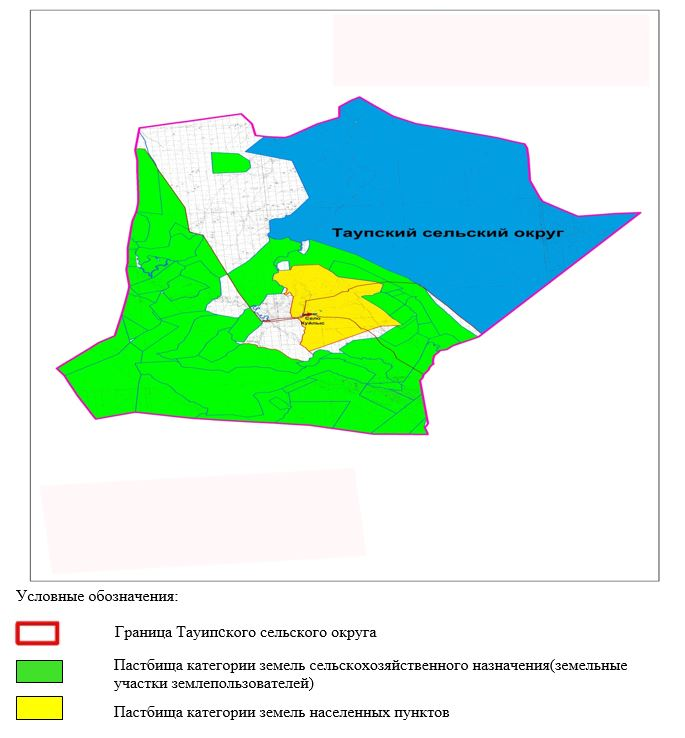 Таупский сельский округ
Село
Условные обозначения:
Граница Тауипского сельского округа
Пастбища категории земель сельскохозяйственного назначения(земельные
участки землепользователей)
Пастбища категории земель населенных пунктов